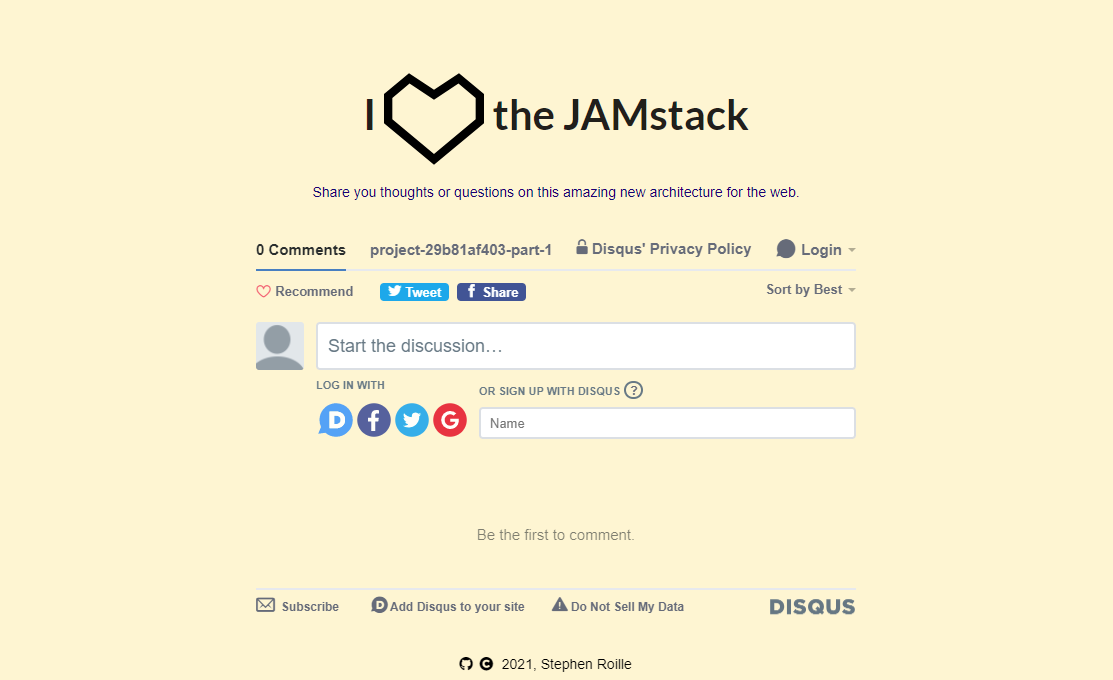 I the JAMstack
Share you thoughts or questions on this amazing new architecture for the web.
0 Comments project-29b81af403-part-1 Disqus' Privacy Policy Login
Recommend Tweet f Share Sort by Best
Start the discussion…
LOG IN WITH OR SIGN UP WITH DISQUS ?
D f G Name
Be the first to comment.
Subscribe D Add Disqus to your site Do Not Sell My Data DISQUS
2021, Stephen Roille